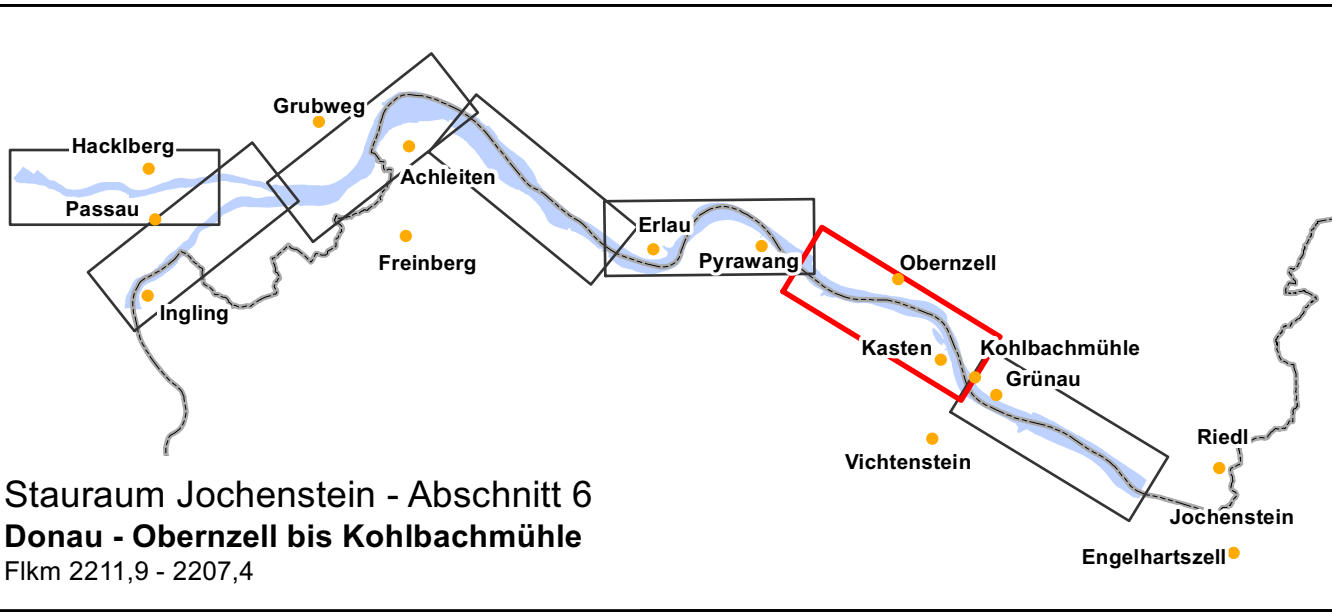 Grubweg
Hacklberg
Achleiten
Passau
Erlau
Freinberg
Pyrawang
Obernzell
Ingling
Kasten
Kohlbachmühle
Grünau
Riedl
Vichtenstein
Stauraum Jochenstein - Abschnitt 6
Jochenstein
Donau - Obernzell bis Kohlbachmühle
Engelhartszell
Flkm 2211,9 - 2207,4